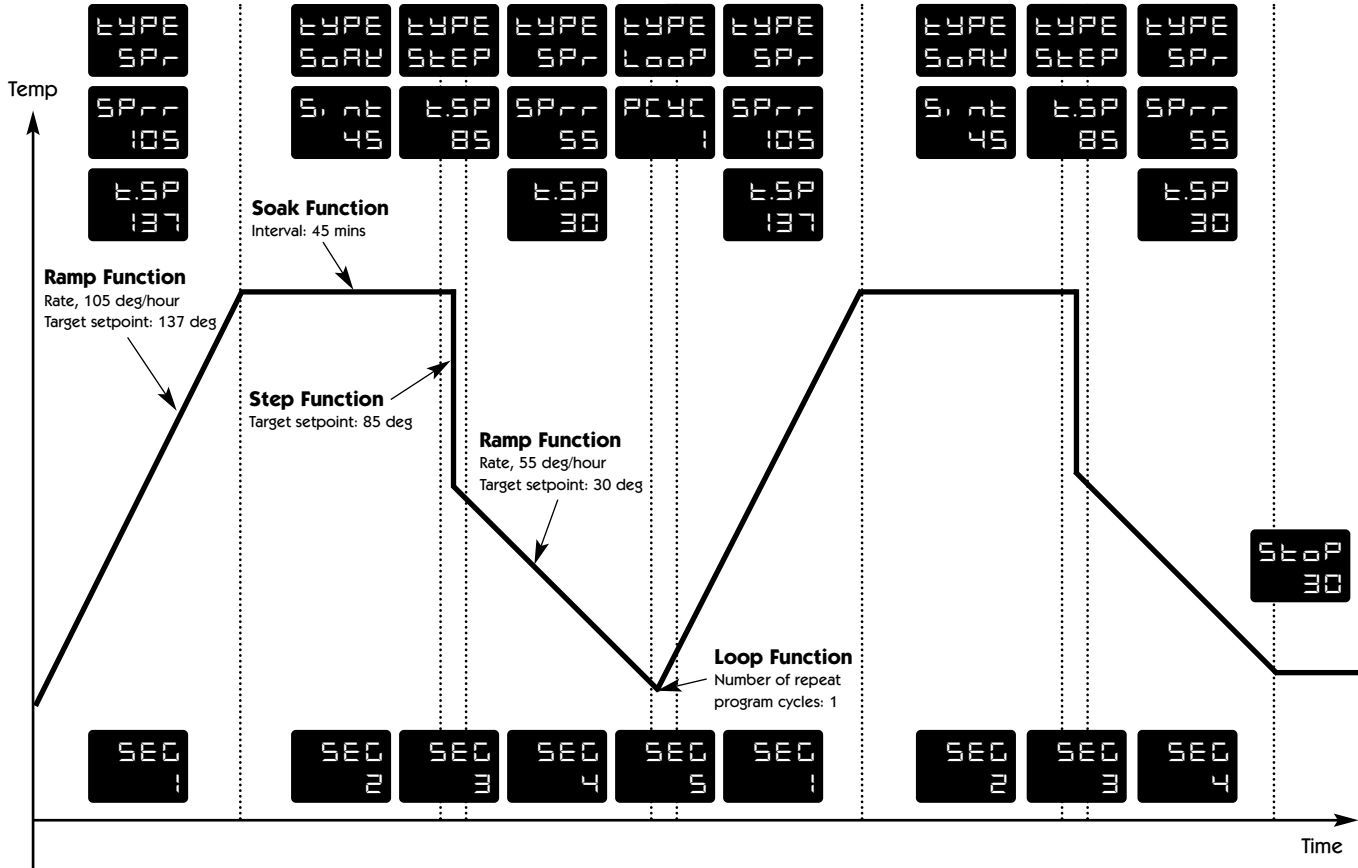 tYPE
SPr
tYPE
SoAK
tYPE
StEP
tYPE
SPr
tYPE
LooP
tYPE
SPr
tYPE
SoAK
tYPE
StEP
tYPE
SPr
Temp
SPrr
105
S,nt
45
t.SP
85
SPrr
55
PCYC
1
SPrr
105
S,nt
45
t.SP
85
SPrr
55
t.SP
137
t.SP
30
t.SP
137
t.SP
30
Soak Function
Interval: 45 mins
Ramp Function
Rate, 105 deg/hour
Target setpoint: 137 deg
Step Function
Target setpoint: 85 deg
Ramp Function
Rate, 55 deg/hour
Target setpoint: 30 deg
StoP
30
Loop Function
Number of repeat
program cycles: 1
SEG
1
SEG
2
SEG
3
SEG
4
SEG
5
SEG
1
SEG
2
SEG
3
SEG
4
Time